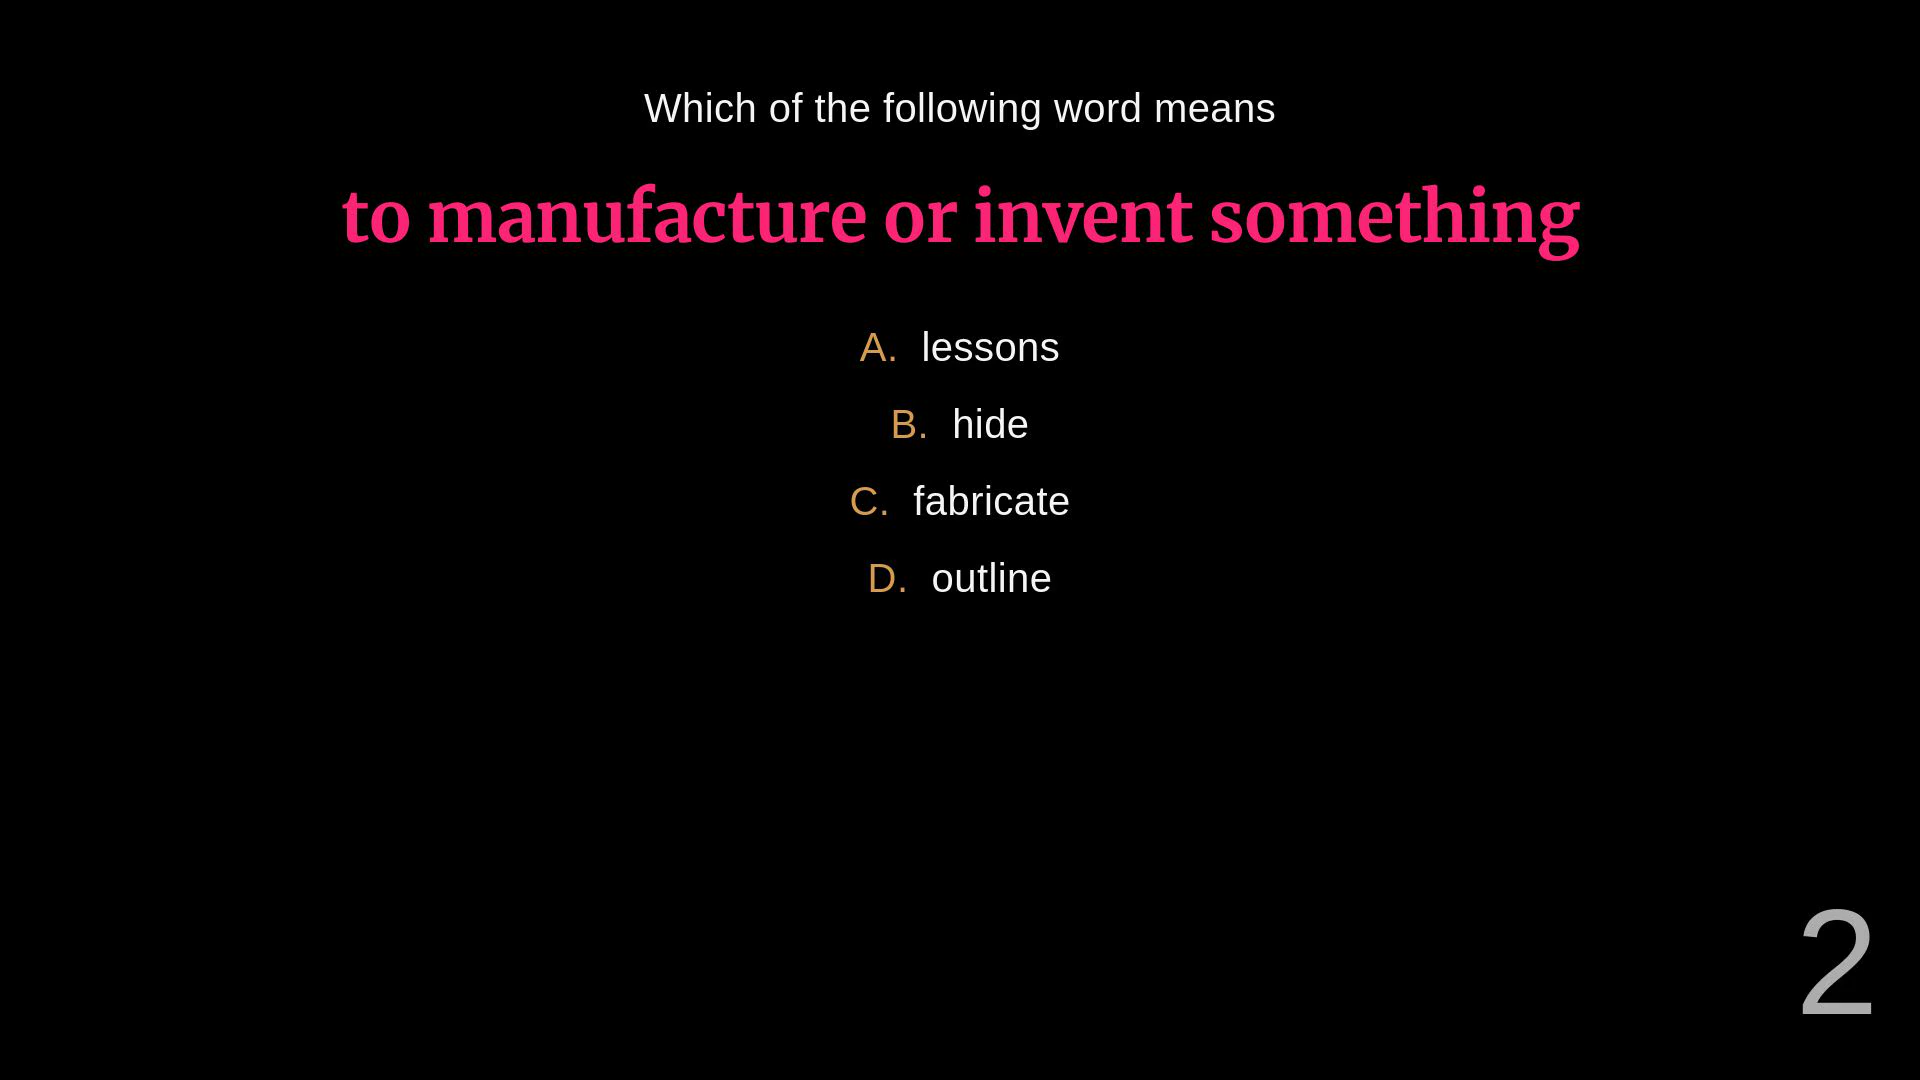 Which of the following word means
to manufacture or invent something
A. lessons
B. hide
C. fabricate
D. outline
2